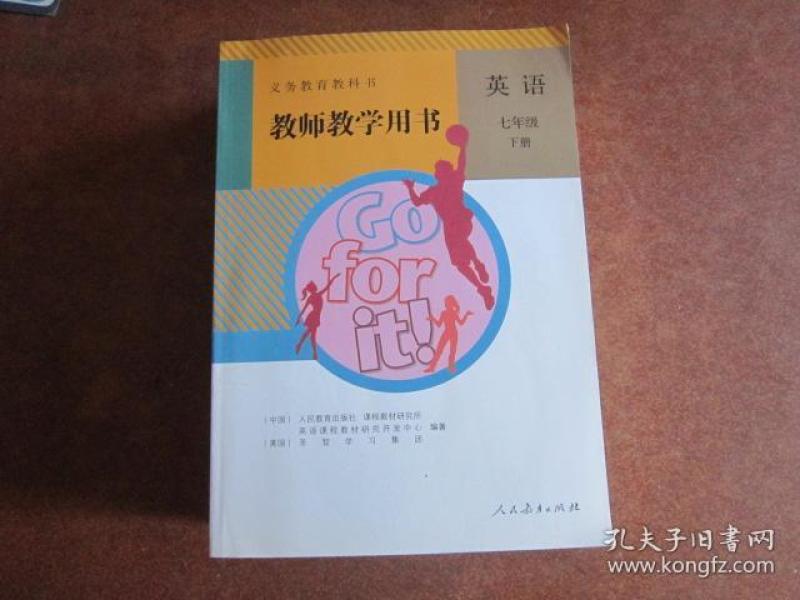 义务教育教科书
教师教学用书
英语
七年级
下册
Go
for
it!
（中国） 人民教育出版社 课程教材研究所
英语课程教材研究开发中心 编著
（美国） 圣智学习集团
人民教育出版社
孔夫子旧书网
www.kongfz.com